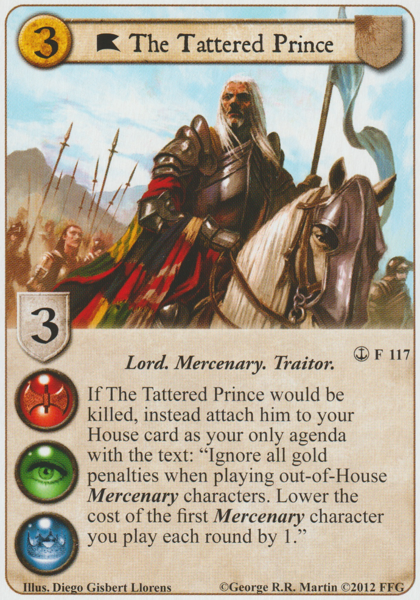 3
The Tattered Prince
3
Lord. Mercenary. Traitor.
F 117
If The Tattered Prince would be
killed, instead attach him to your
House card as your only agenda
with the text: “Ignore all gold
penalties when playing out-of-House
Mercenary characters. Lower the
cost of the first Mercenary character
you play each round by 1.”
Illus. Diego Gisbert Llorens
©George R.R. Martin ©2012 FFG